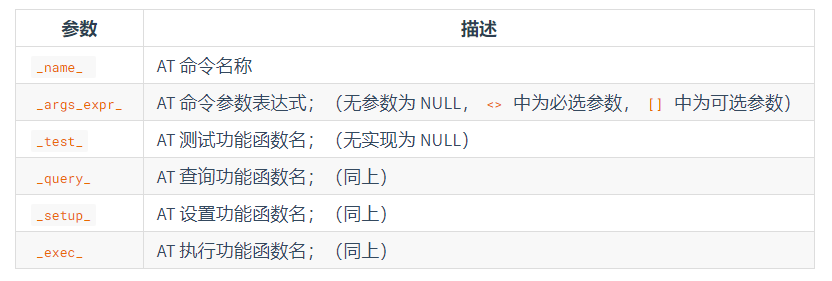 参数 描述
_name_ AT 命令名称
_args_expr_ AT 命令参数表达式；（无参数为 NULL， <> 中为必选参数， [] 中为可选参数）
_test_ AT 测试功能函数名；（无实现为 NULL）
_query_ AT 查询功能函数名；（同上）
_setup_ AT 设置功能函数名；（同上）
_exec_ AT 执行功能函数名；（同上）